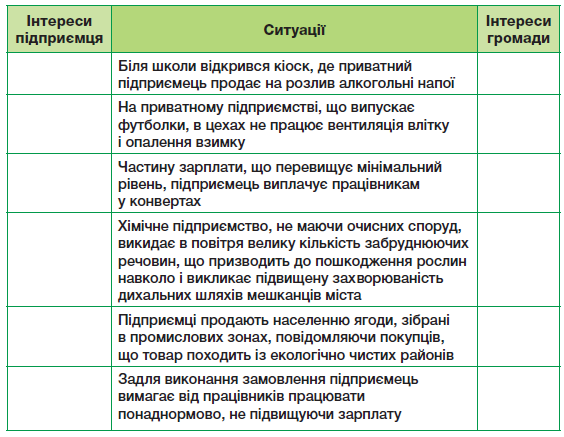 Інтереси
підприємця
Ситуації
Інтереси
громади
Біля школи відкрився кіоск, де приватний
підприємець продає на розлив алкогольні напої
На приватному підприємстві, що випускає
футболки, в цехах не працює вентиляція влітку
і опалення взимку
Частину зарплати, що перевищує мінімальний
рівень, підприємець виплачує працівникам
у конвертах
Хімічне підприємство, не маючи очисних споруд,
викидає в повітря велику кількість забруднюючих
речовин, що призводить до пошкодження рослин
навколо і викликає підвищену захворюваність
дихальних шляхів мешканців міста
Підприємці продають населенню ягоди, зібрані
в промислових зонах, повідомляючи покупців,
що товар походить із екологічно чистих районів
Задля виконання замовлення підприємець
вимагає від працівників працювати
понаднормово, не підвищуючи зарплату